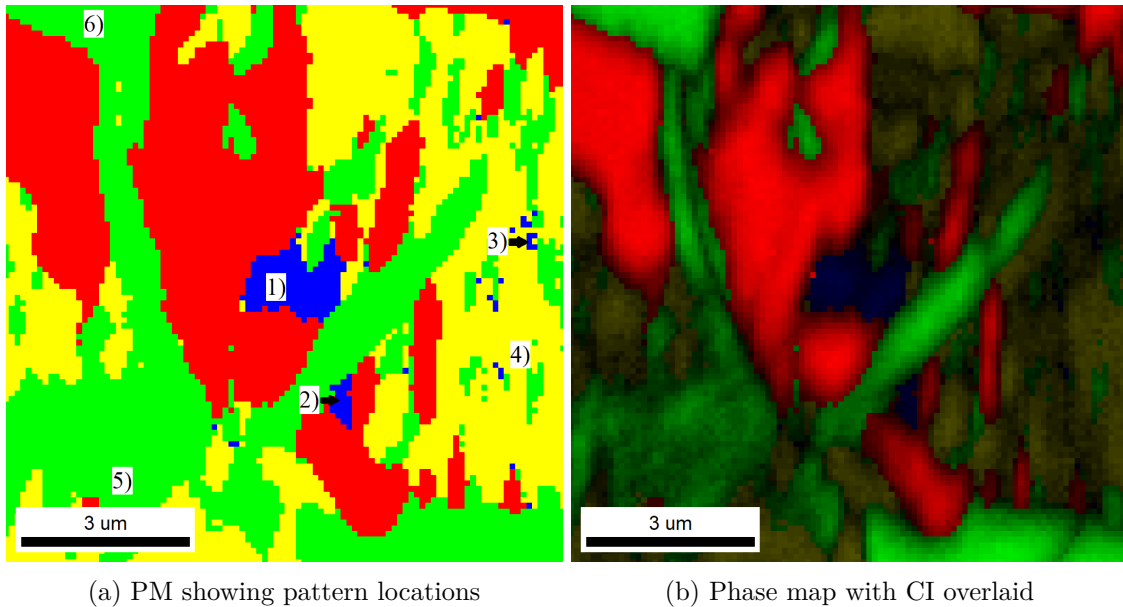 6)
3)
1)
4)
2)
5)
3 um
3 um
(a) PM showing pattern locations
(b) Phase map with CI overlaid